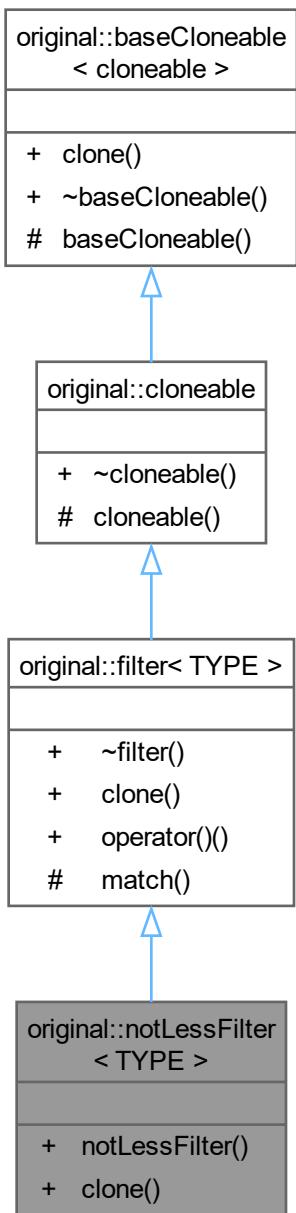 original::baseCloneable
< cloneable >
+ clone()
+ ~baseCloneable()
# baseCloneable()
original::cloneable
+ ~cloneable()
# cloneable()
original::filter< TYPE >
+ ~filter()
+ clone()
+ operator()()
# match()
original::notLessFilter
< TYPE >
+ notLessFilter()
+ clone()